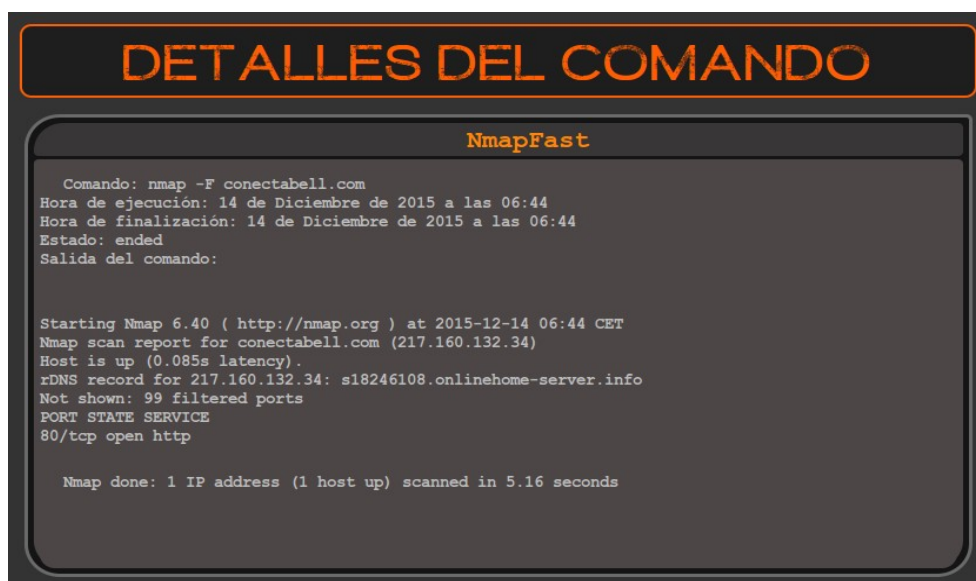 DETALLES DEL COMANDO
NmapFast
Comando: nmap -F conectabell.com
Hora de ejecución: 14 de Diciembre de 2015 a las 06:44
Hora de finalización: 14 de Diciembre de 2015 a las 06:44
Estado: ended
Salida del comando:
Starting Nmap 6.40 ( http://nmap.org ) at 2015-12-14 06:44 CET
Nmap scan report for conectabell.com (217.160.132.34)
Host is up (0.085s latency).
rDNS record for 217.160.132.34: s18246108.onlinehome-server.info
Not shown: 99 filtered ports
PORT STATE SERVICE
80/tcp open http
Nmap done: 1 IP address (1 host up) scanned in 5.16 seconds